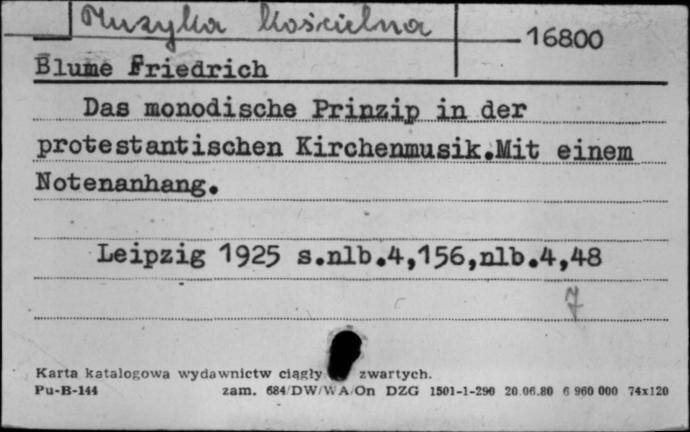 Muzyka kościelna
16800
Blume Friedrich
Das monodische Prinzip in der
protestantischen Kirchenmusik.Mit einem
Notenanhang.
Leipzig 1925 s.nlb.4,156,nlb.4,48
7
Karta katalogowa wydawnictw ciągły zwartych.
Pu-B-144 zam. 684/DW/WA/On DZG 1501-1-290 20.06.80 6 960 000 74x120